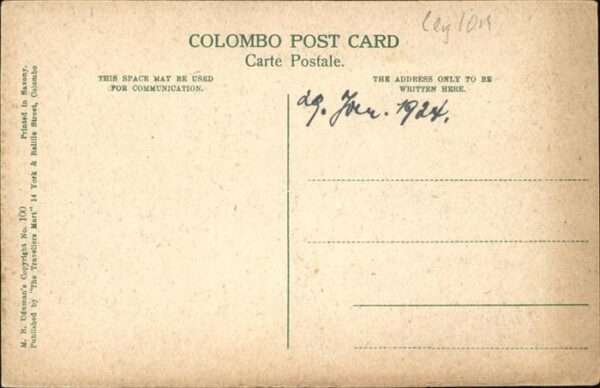 Ceylon
COLOMBO POST CARD
Carte Postale.
THIS SPACE MAY BE USED
FOR COMMUNICATION.
THE ADDRESS ONLY TO BE
WRITTEN HERE.
29. Jan. 1924.
M. R. Uduman's Copyright No. 100 Printed in Saxony.
Published by "The Travellers Mart" 14 York & Baillie Street, Colombo